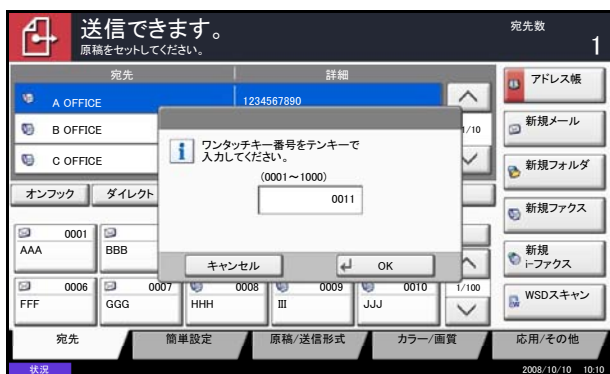 送信できます。
原稿をセットしてください。
宛先数
1
宛先
詳細
A OFFICE
1234567890
B OFFICE
C OFFICE
1/10
ワンタッチキー番号をテンキーで
入力してください。
(0001～1000)
0011
キャンセル
OK
オンフック
ダイレクト
0001
AAA
BBB
0006
FFF
0007
GGG
0008
HHH
0009
III
0010
JJJ
1/100
アドレス帳
新規メール
新規フォルダ
新規ファクス
新規
i-ファクス
WSDスキャン
宛先
簡単設定
原稿/送信形式
カラー/画質
応用/その他
状況
2008/10/10 10:10